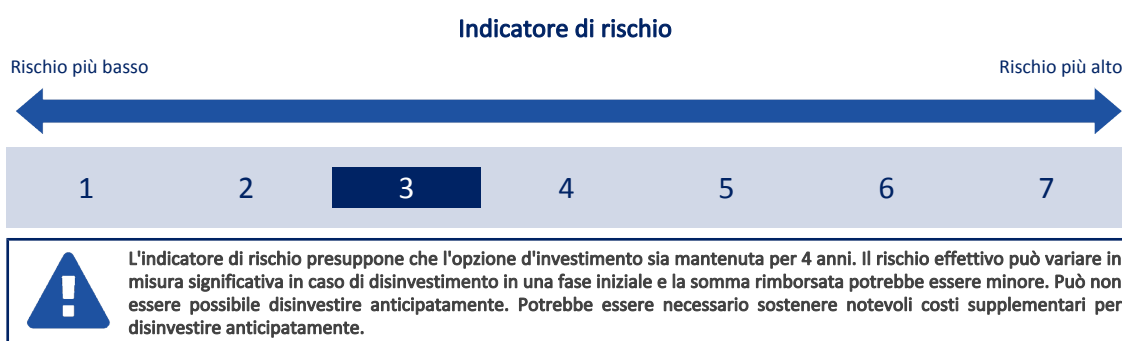 Indicatore di rischio
Rischio più basso
Rischio più alto
1 2 3 4 5 6 7
L'indicatore di rischio presuppone che l'opzione d'investimento sia mantenuta per 4 anni. Il rischio effettivo può variare in
misura significativa in caso di disinvestimento in una fase iniziale e la somma rimborsata potrebbe essere minore. Può non
essere possibile disinvestire anticipatamente. Potrebbe essere necessario sostenere notevoli costi supplementari per
disinvestire anticipatamente.